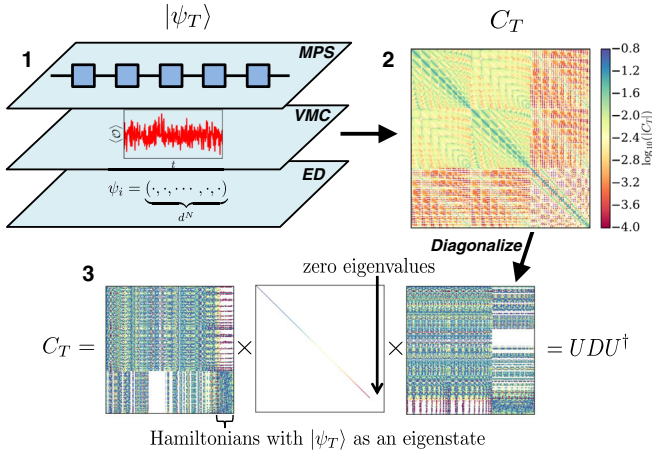 |ψ_T⟩
C_T
1
MPS
2
VMC
⟨O⟩
t
ED
ψ_i = (·,·,···,·,·)
d^N
−0.8
−1.2
−1.6
−2.0
−2.4
−2.8
−3.2
−3.6
−4.0
log₁₀(|C_T|)
Diagonalize
3
zero eigenvalues
C_T = × × = UDU†
Hamiltonians with |ψ_T⟩ as an eigenstate